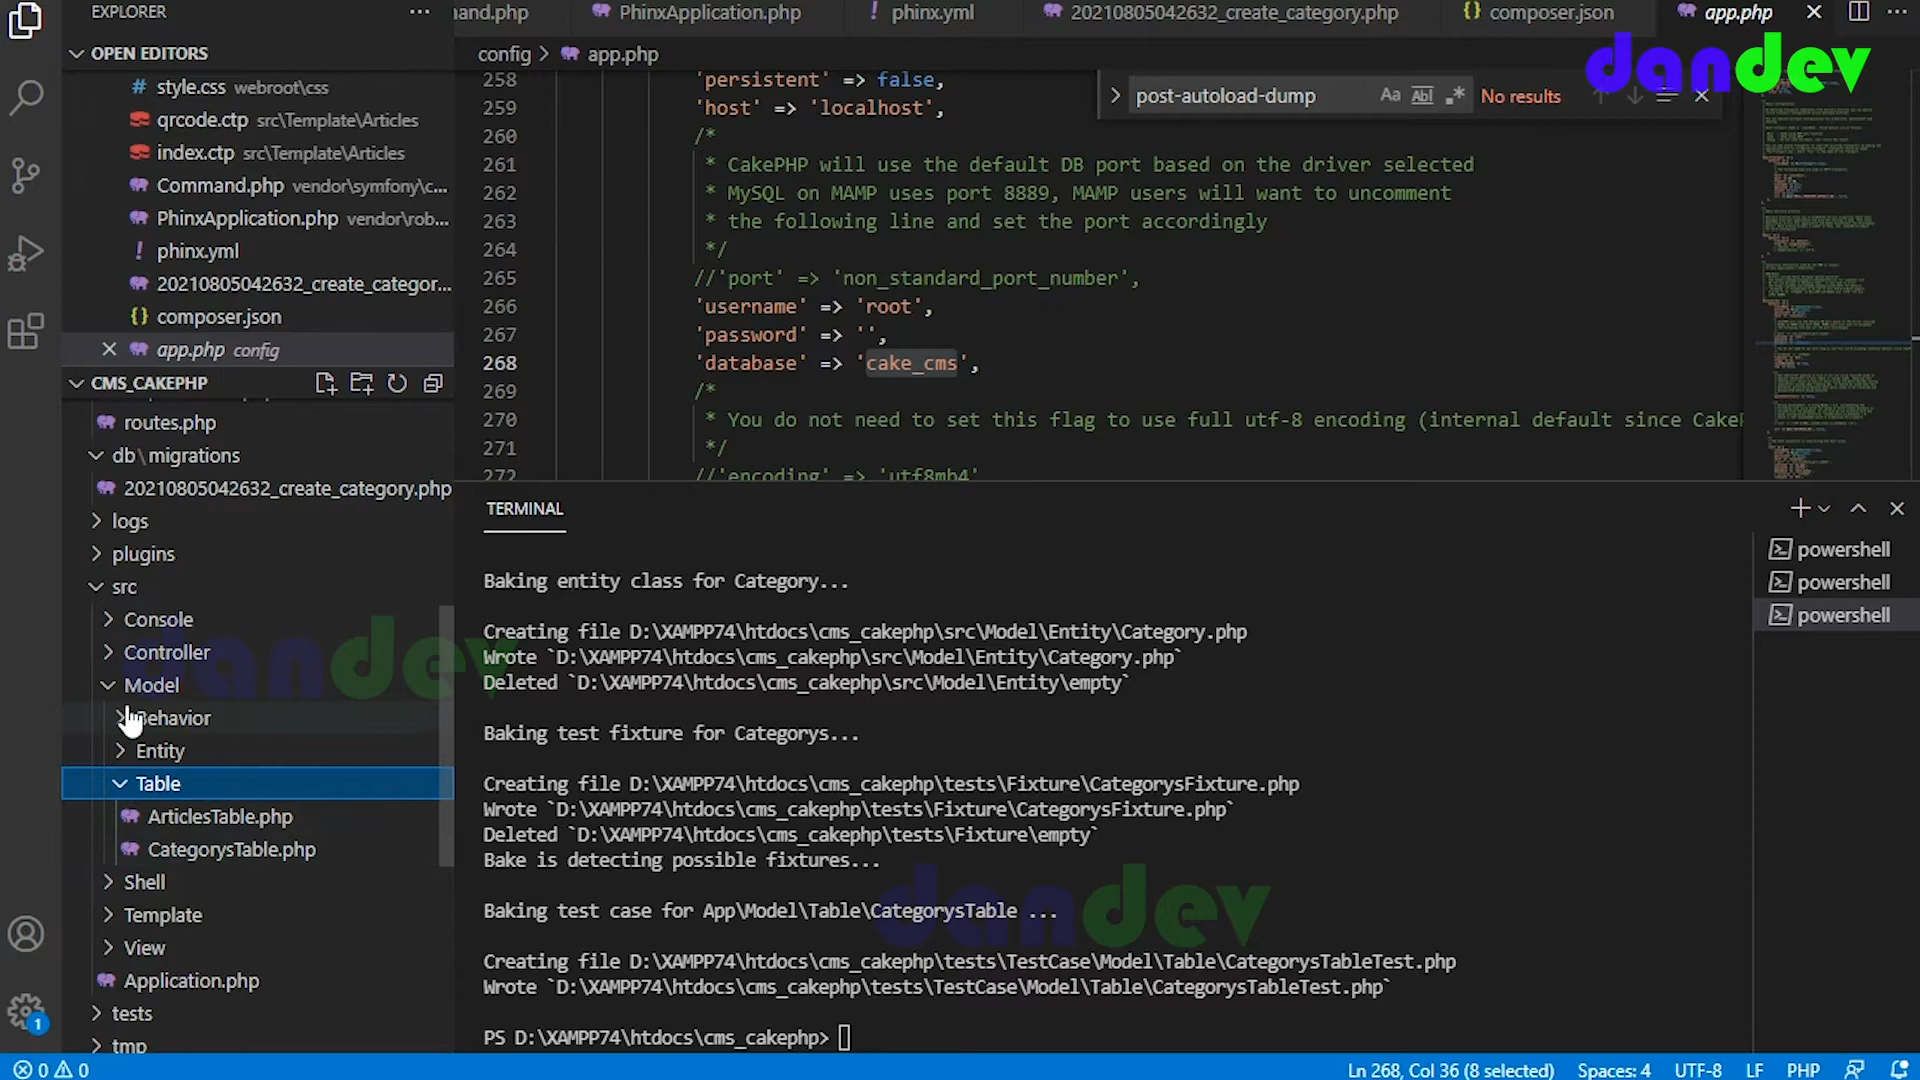 EXPLORER
OPEN EDITORS
style.css webroot\css
qrcode.ctp src\Template\Articles
index.ctp src\Template\Articles
Command.php vendor\symfony\c...
PhinxApplication.php vendor\rob...
phinx.yml
20210805042632_create_categor...
composer.json
app.php config
CMS_CAKEPHP
routes.php
db\migrations
20210805042632_create_category.php
logs
plugins
src
Console
Controller
Model
Behavior
Entity
Table
ArticlesTable.php
CategorysTable.php
Shell
Template
View
Application.php
tests
tmp
1
mand.php PhinxApplication.php phinx.yml 20210805042632_create_category.php composer.json app.php
config > app.php
dandev
post-autoload-dump Aa Abl .* No results
258 'persistent' => false,
259 'host' => 'localhost',
260 /*
261 * CakePHP will use the default DB port based on the driver selected
262 * MySQL on MAMP uses port 8889, MAMP users will want to uncomment
263 * the following line and set the port accordingly
264 */
265 //'port' => 'non_standard_port_number',
266 'username' => 'root',
267 'password' => '',
268 'database' => 'cake_cms',
269 /*
270 * You do not need to set this flag to use full utf-8 encoding (internal default since Cake
271 */
272 //'encoding' => 'utf8mb4'
TERMINAL
powershell
powershell
powershell
Baking entity class for Category...
Creating file D:\XAMPP74\htdocs\cms_cakephp\src\Model\Entity\Category.php
Wrote `D:\XAMPP74\htdocs\cms_cakephp\src\Model\Entity\Category.php`
Deleted `D:\XAMPP74\htdocs\cms_cakephp\src\Model\Entity\empty`
Baking test fixture for Categorys...
Creating file D:\XAMPP74\htdocs\cms_cakephp\tests\Fixture\CategorysFixture.php
Wrote `D:\XAMPP74\htdocs\cms_cakephp\tests\Fixture\CategorysFixture.php`
Deleted `D:\XAMPP74\htdocs\cms_cakephp\tests\Fixture\empty`
Bake is detecting possible fixtures...
Baking test case for App\Model\Table\CategorysTable ...
Creating file D:\XAMPP74\htdocs\cms_cakephp\tests\TestCase\Model\Table\CategorysTableTest.php
Wrote `D:\XAMPP74\htdocs\cms_cakephp\tests\TestCase\Model\Table\CategorysTableTest.php`
PS D:\XAMPP74\htdocs\cms_cakephp>
dandev
dandev
0 0 Ln 268, Col 36 (8 selected) Spaces: 4 UTF-8 LF PHP